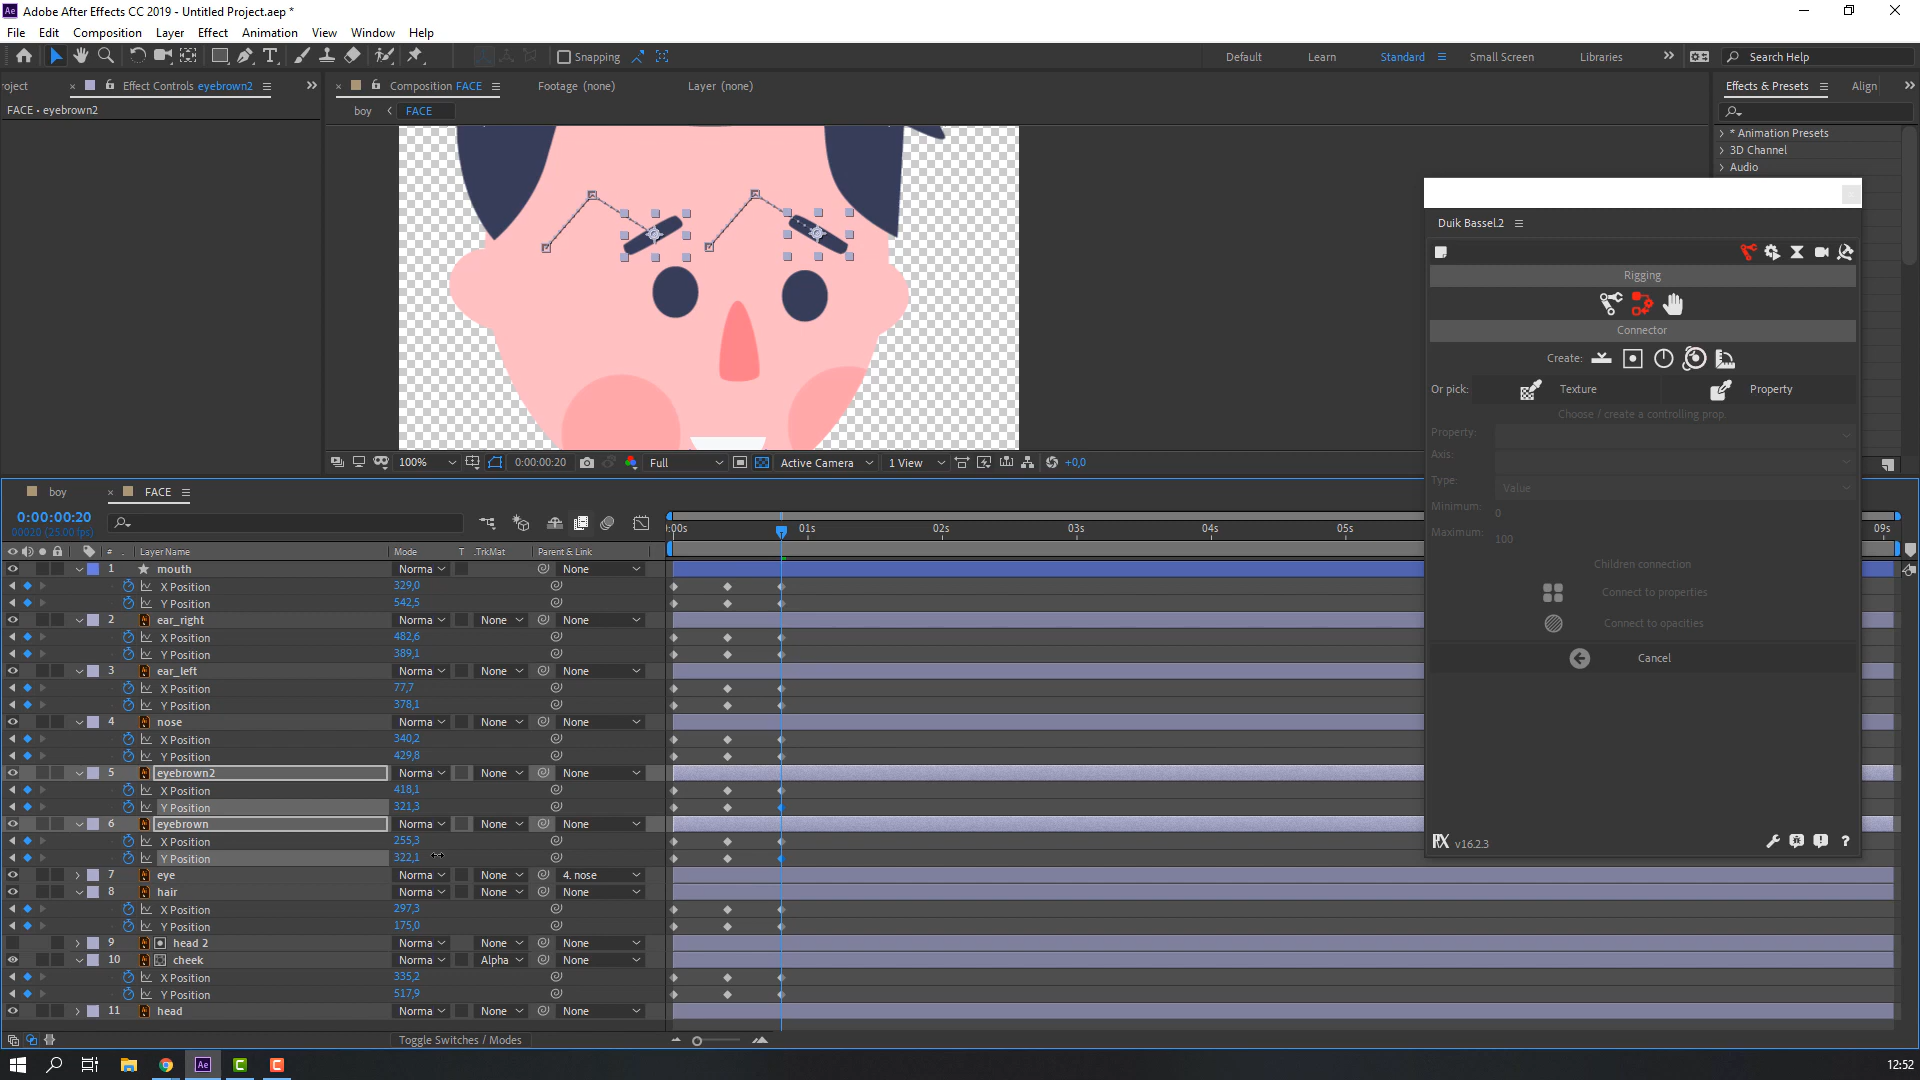 Adobe After Effects CC 2019 - Untitled Project.aep *
File Edit Composition Layer Effect Animation View Window Help
Snapping
Default Learn Standard Small Screen Libraries
Search Help
roject Effect Controls eyebrown2
Composition FACE Footage (none) Layer (none)
Effects & Presets Align
FACE • eyebrown2
boy FACE
* Animation Presets
3D Channel
Audio
Duik Bassel.2
Rigging
Connector
Create:
Or pick: Texture Property
Choose / create a controlling prop.
Property:
Axis:
Type: Value
Minimum: 0
Maximum: 100
Children connection
Connect to properties
Connect to opacities
Cancel
v16.2.3
100% 0:00:00:20 Full Active Camera 1 View +0,0
boy FACE
0:00:00:20
00020 (25.00 fps)
:00s 01s 02s 03s 04s 05s 09s
# Layer Name Mode T .TrkMat Parent & Link
1 mouth Norma None
X Position 329,0
Y Position 542,5
2 ear_right Norma None None
X Position 482,6
Y Position 389,1
3 ear_left Norma None None
X Position 77,7
Y Position 378,1
4 nose Norma None None
X Position 340,2
Y Position 429,8
5 eyebrown2 Norma None None
X Position 418,1
Y Position 321,3
6 eyebrown Norma None None
X Position 255,3
Y Position 322,1
7 eye Norma None 4. nose
8 hair Norma None None
X Position 297,3
Y Position 175,0
9 head 2 Norma None None
10 cheek Norma Alpha None
X Position 335,2
Y Position 517,9
11 head Norma None None
Toggle Switches / Modes
12:52